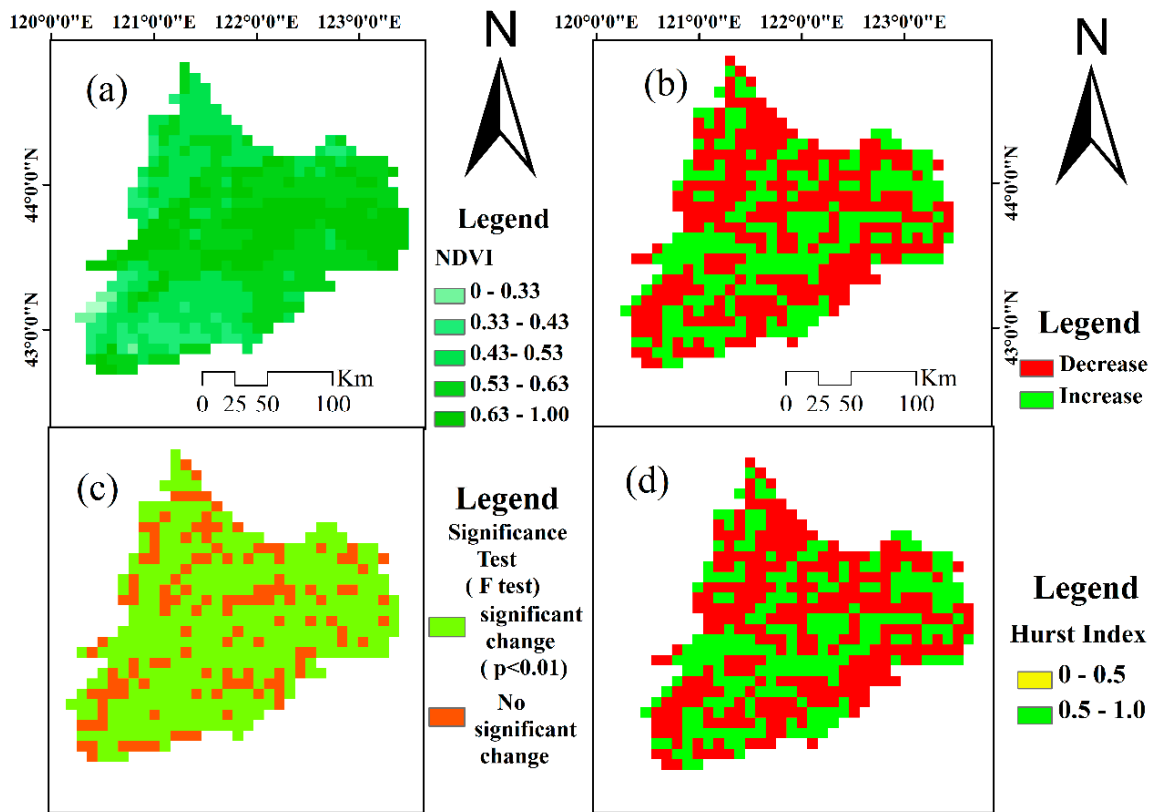 120°0'0"E 121°0'0"E 122°0'0"E 123°0'0"E
120°0'0"E 121°0'0"E 122°0'0"E 123°0'0"E
(a)
44°0'0"N
43°0'0"N
Km
0 25 50 100
N
Legend
NDVI
0 - 0.33
0.33 - 0.43
0.43- 0.53
0.53 - 0.63
0.63 - 1.00
(b)
44°0'0"N
43°0'0"N
Km
0 25 50 100
N
Legend
Decrease
Increase
(c)
Legend
Significance
Test
( F test)
significant
change
( p<0.01)
No
significant
change
(d)
Legend
Hurst Index
0 - 0.5
0.5 - 1.0